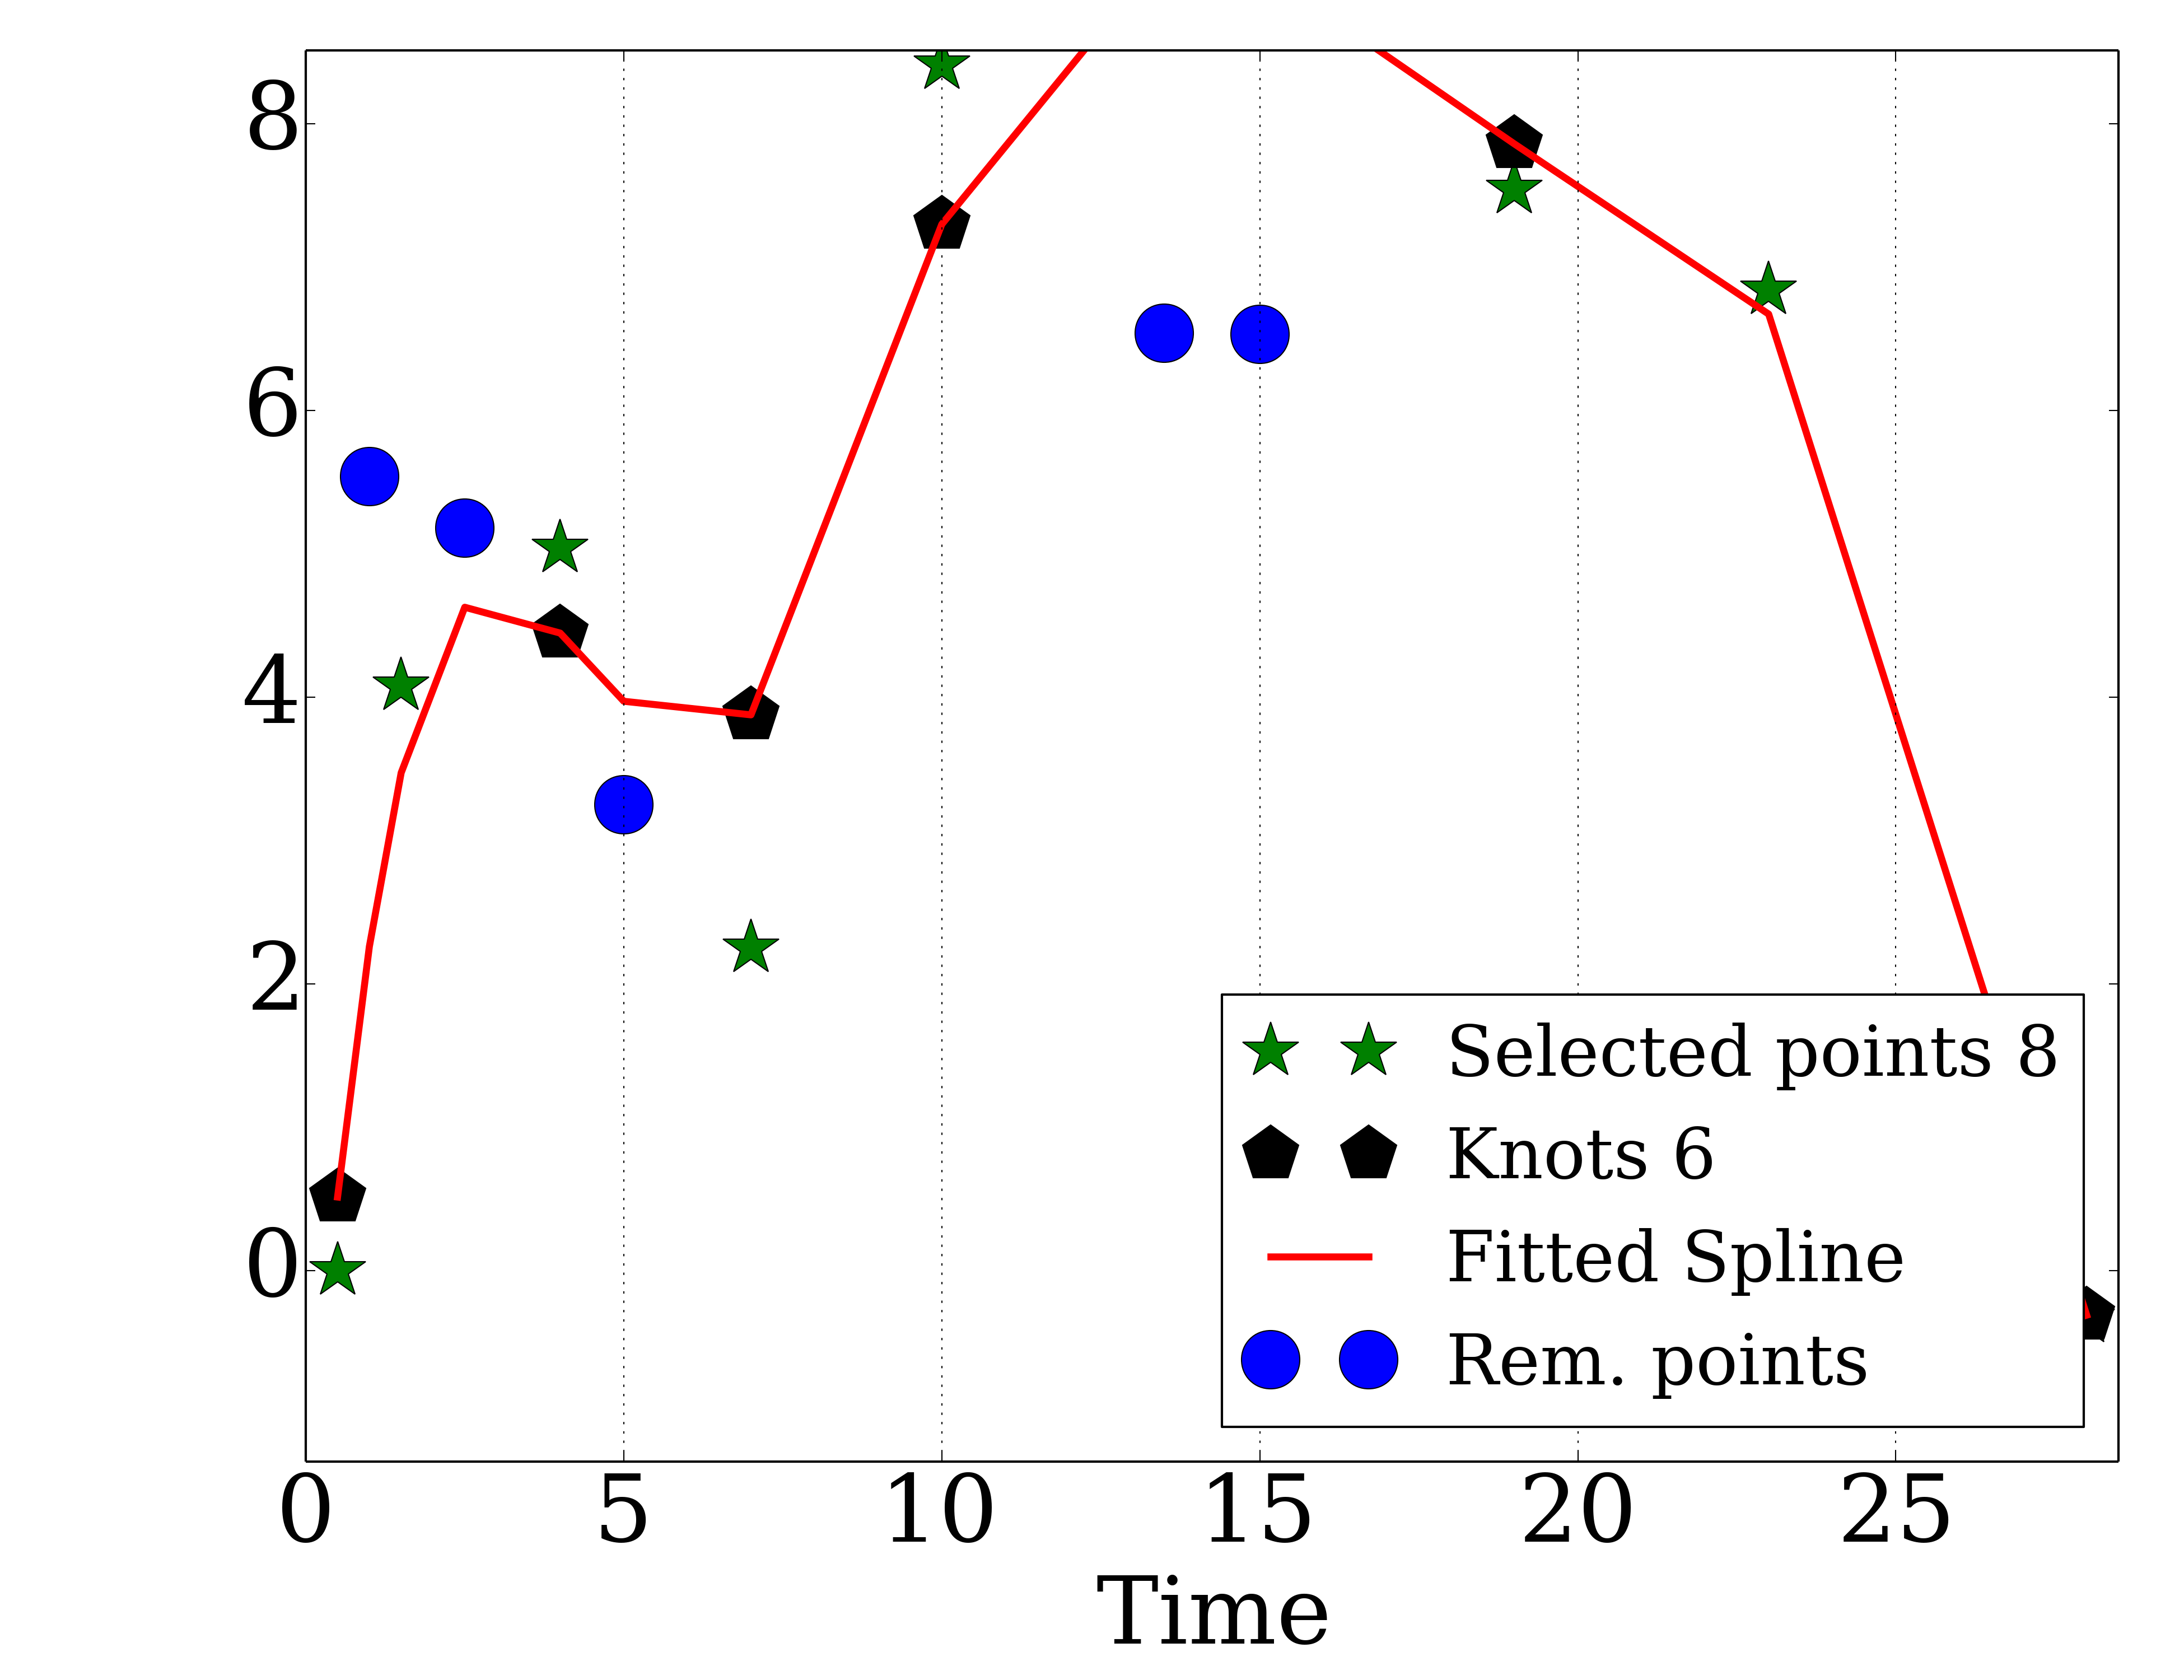 8
6
4
2
0
Selected points 8
Knots 6
Fitted Spline
Rem. points
0 5 10 15 20 25
Time